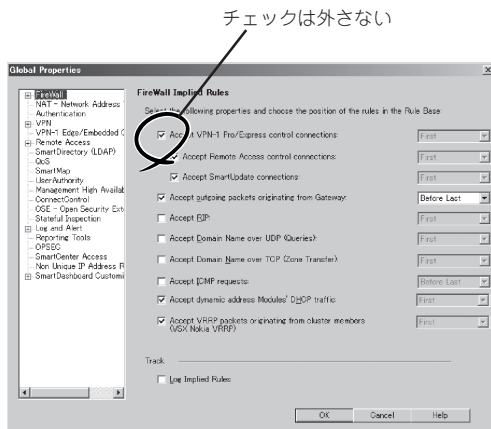 チェックは外さない
Global Properties
FireWall
NAT - Network Address
Authentication
VPN
VPN-1 Edge/Embedded
Remote Access
SmartDirectory (LDAP)
QoS
SmartMap
UserAuthority
Management High Availab
ConnectControl
OSE - Open Security Ext
Stateful Inspection
Log and Alert
Reporting Tools
OPSEC
SmartCenter Access
Non Unique IP Address R
SmartDashboard Customi
FireWall Implied Rules
Select the following properties and choose the position of the rules in the Rule Base:
Accept VPN-1 Pro/Express control connections: First
Accept Remote Access control connections: First
Accept SmartUpdate connections: First
Accept outgoing packets originating from Gateway: Before Last
Accept RIP: First
Accept Domain Name over UDP (Queries): First
Accept Domain Name over TCP (Zone Transfer): First
Accept ICMP requests: Before Last
Accept dynamic address Modules' DHCP traffic: First
Accept VRRP packets originating from cluster members First
(VSX Nokia VRRP)
Track
Log Implied Rules
OK Cancel Help